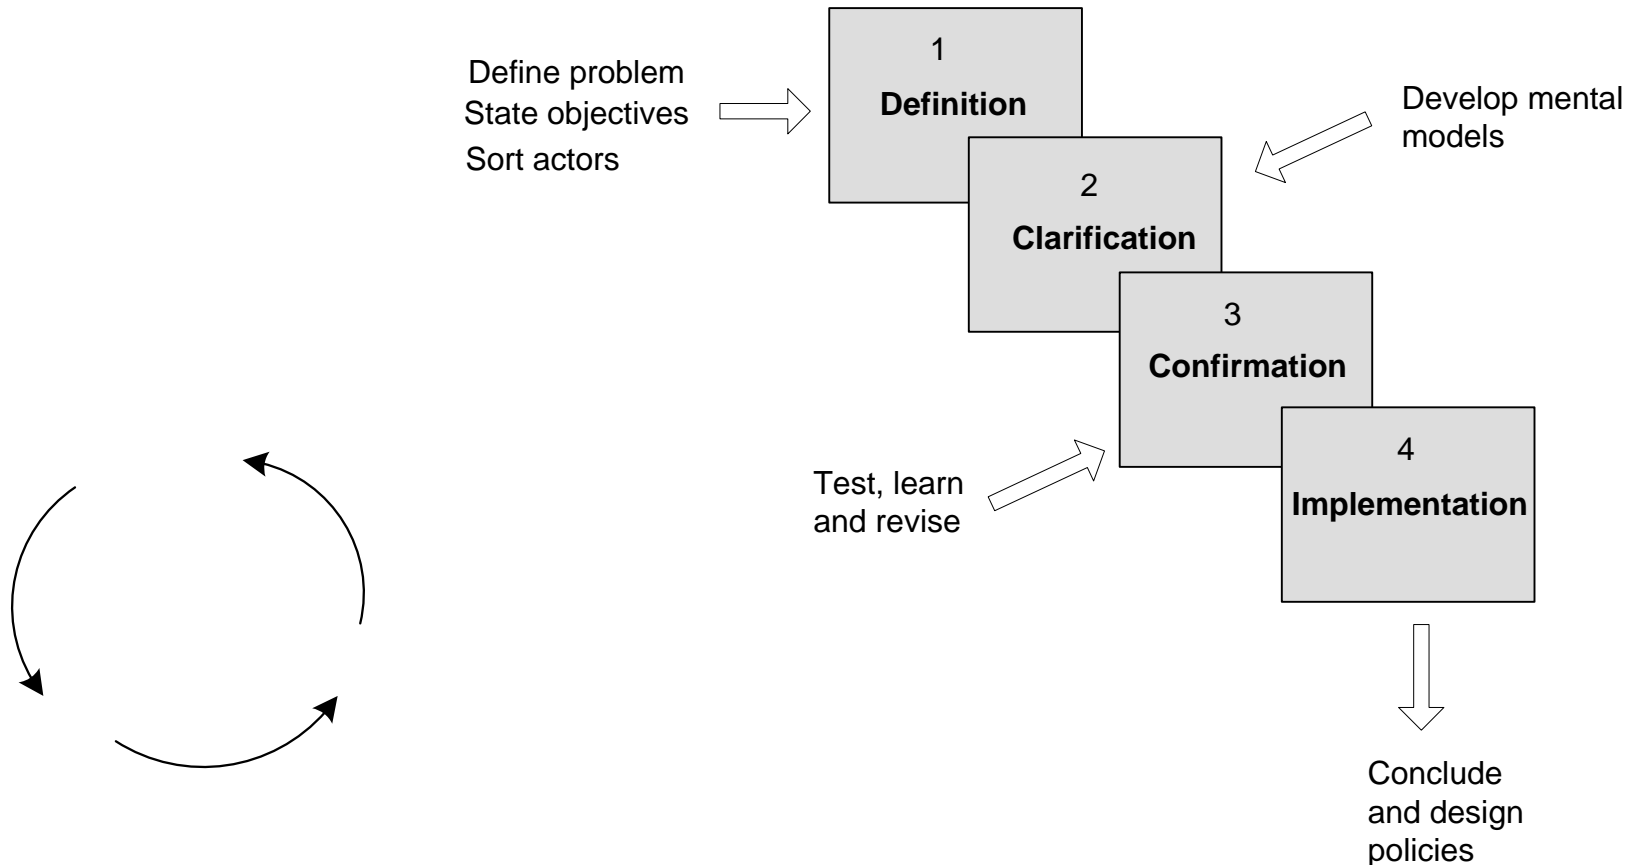 1
Definition
Define problem
State objectives
Sort actors
Develop mental
models
2
Clarification
3
Confirmation
Test, learn
and revise
4
Implementation
Conclude
and design
policies